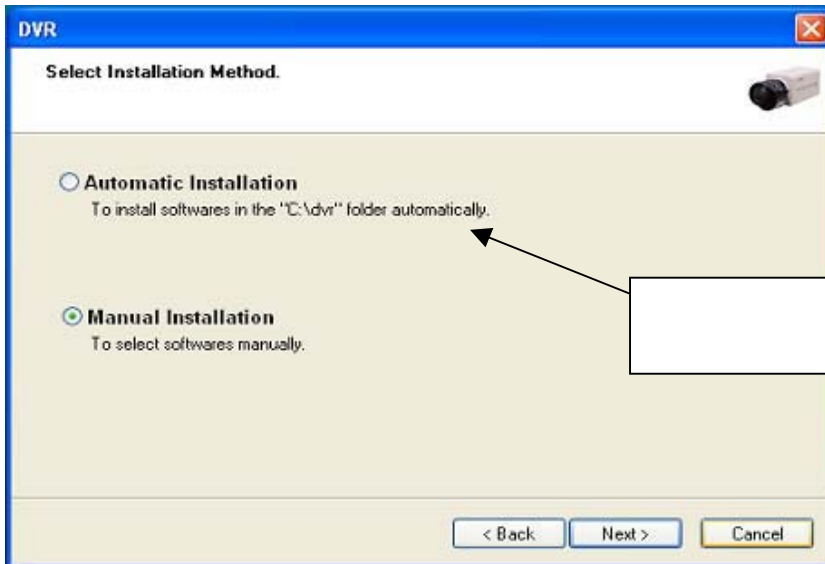 DVR
Select Installation Method.
Automatic Installation
To install softwares in the "C:\dvr" folder automatically.
Manual Installation
To select softwares manually.
< Back Next > Cancel